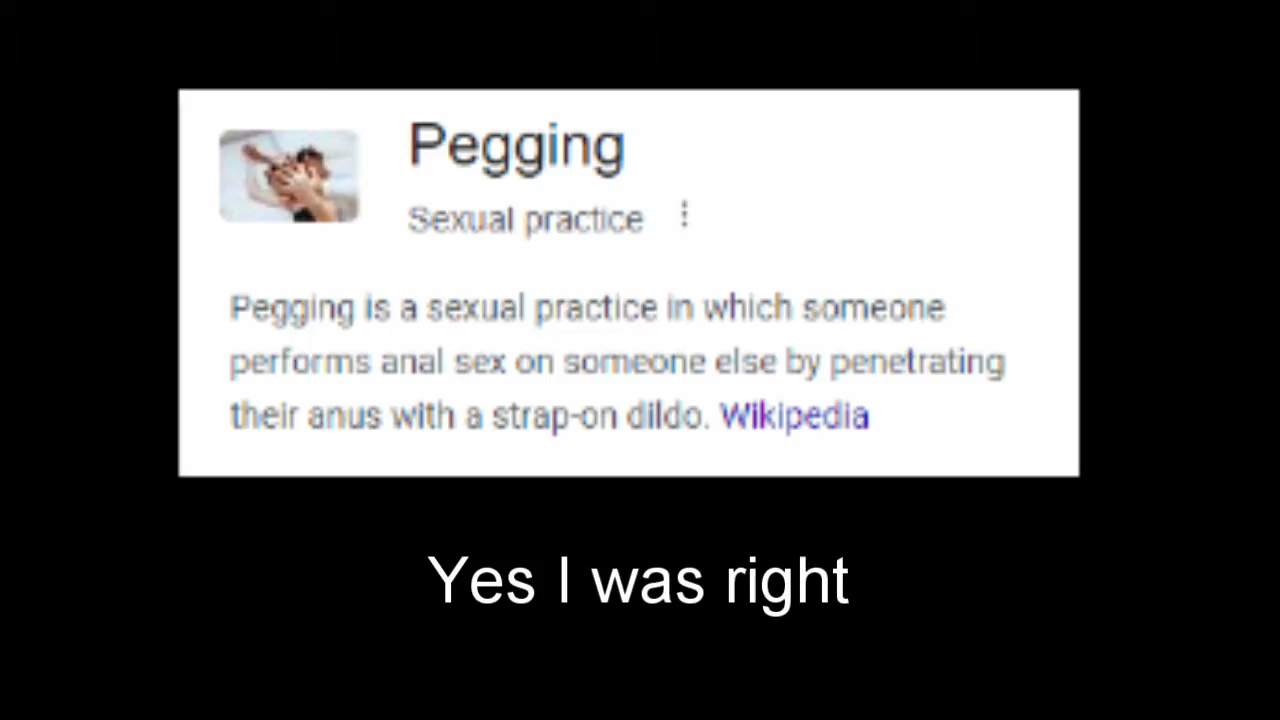 Pegging
Sexual practice
Pegging is a sexual practice in which someone
performs anal sex on someone else by penetrating
their anus with a strap-on dildo. Wikipedia
Yes I was right